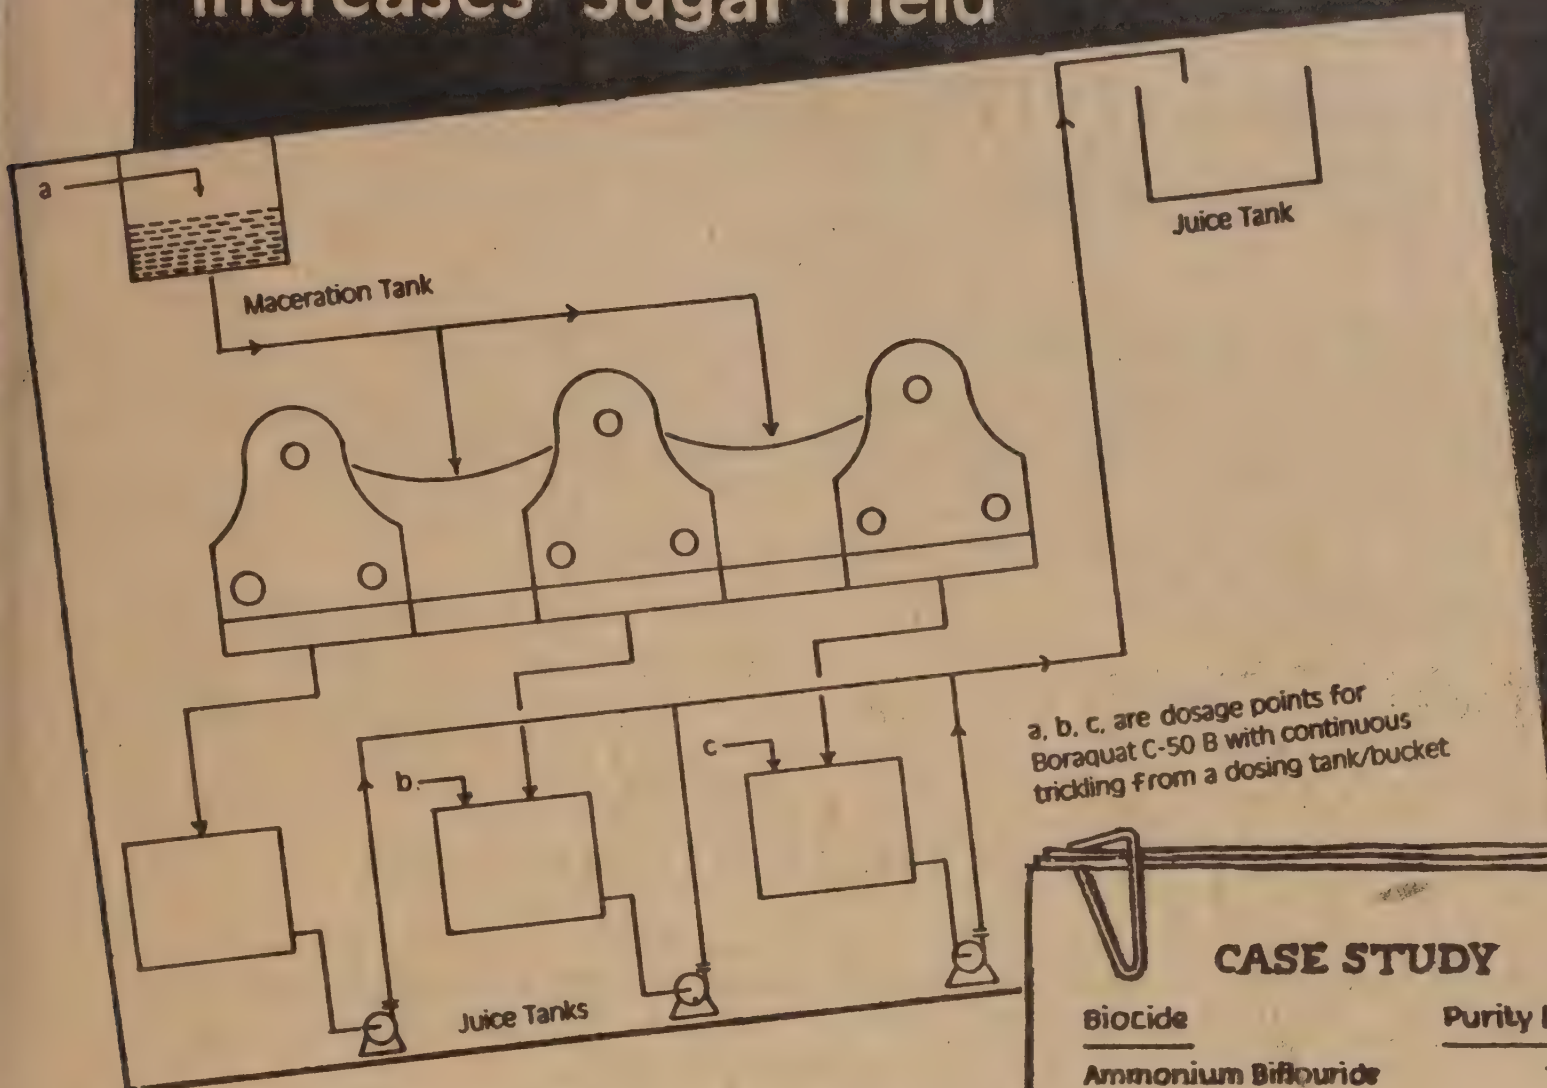 Increases Sugar Yield
a
Juice Tank
Maceration Tank
a, b, c, are dosage points for
Boraquat C-50 B with continuous
trickling from a dosing tank/bucket
c
b.
Juice Tanks
CASE STUDY
Biocide
Purity
Ammonium Biflouride